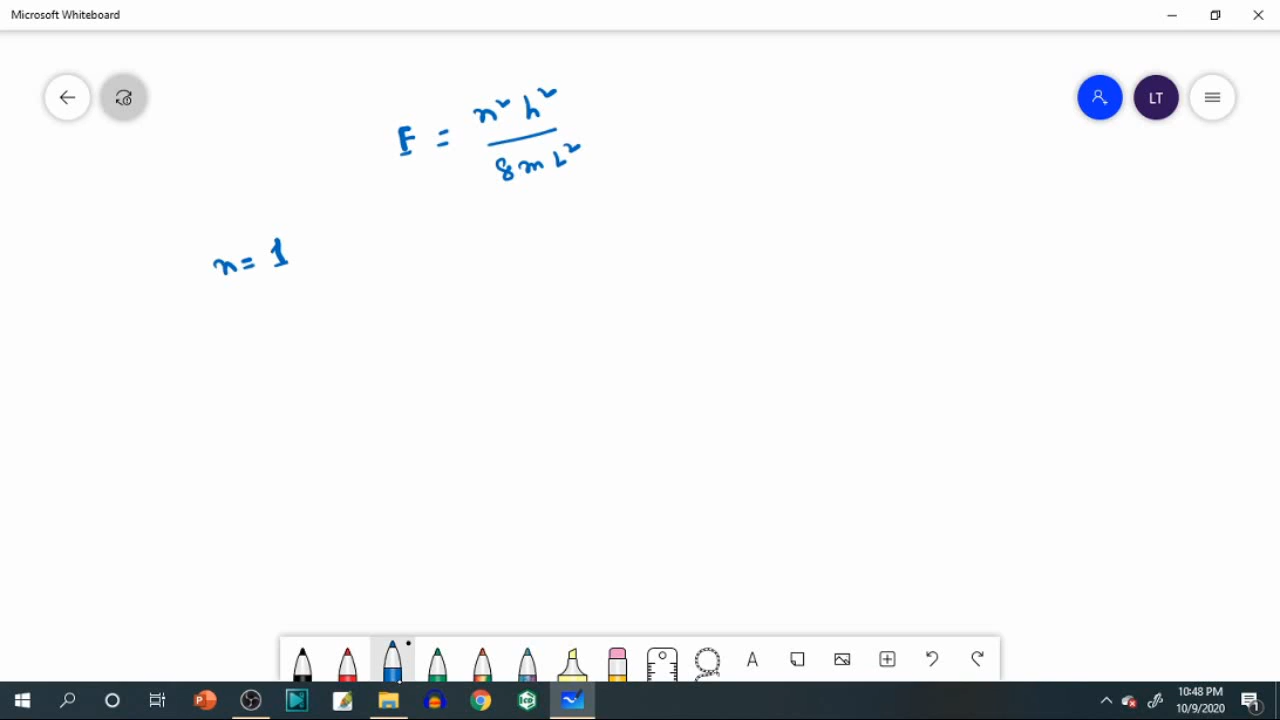 Microsoft Whiteboard
LT
E = n² h² / 8 m L²
n = 1
A
10:48 PM
10/9/2020